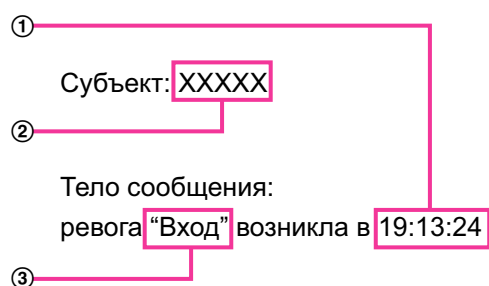 ①
Субъект: XXXXX
②
Тело сообщения:
ревога “Вход” возникла в 19:13:24
③